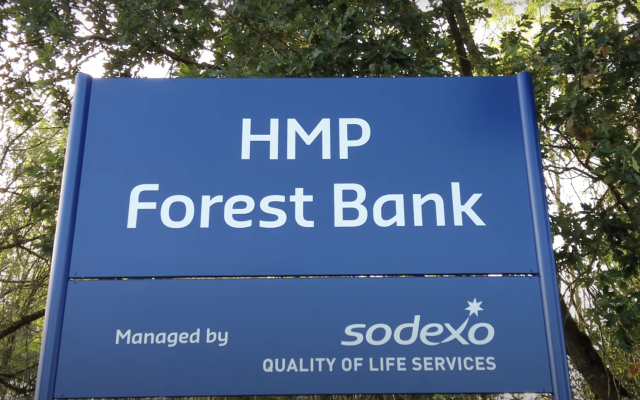 HMP
Forest Bank
Managed by
sodexo
QUALITY OF LIFE SERVICES